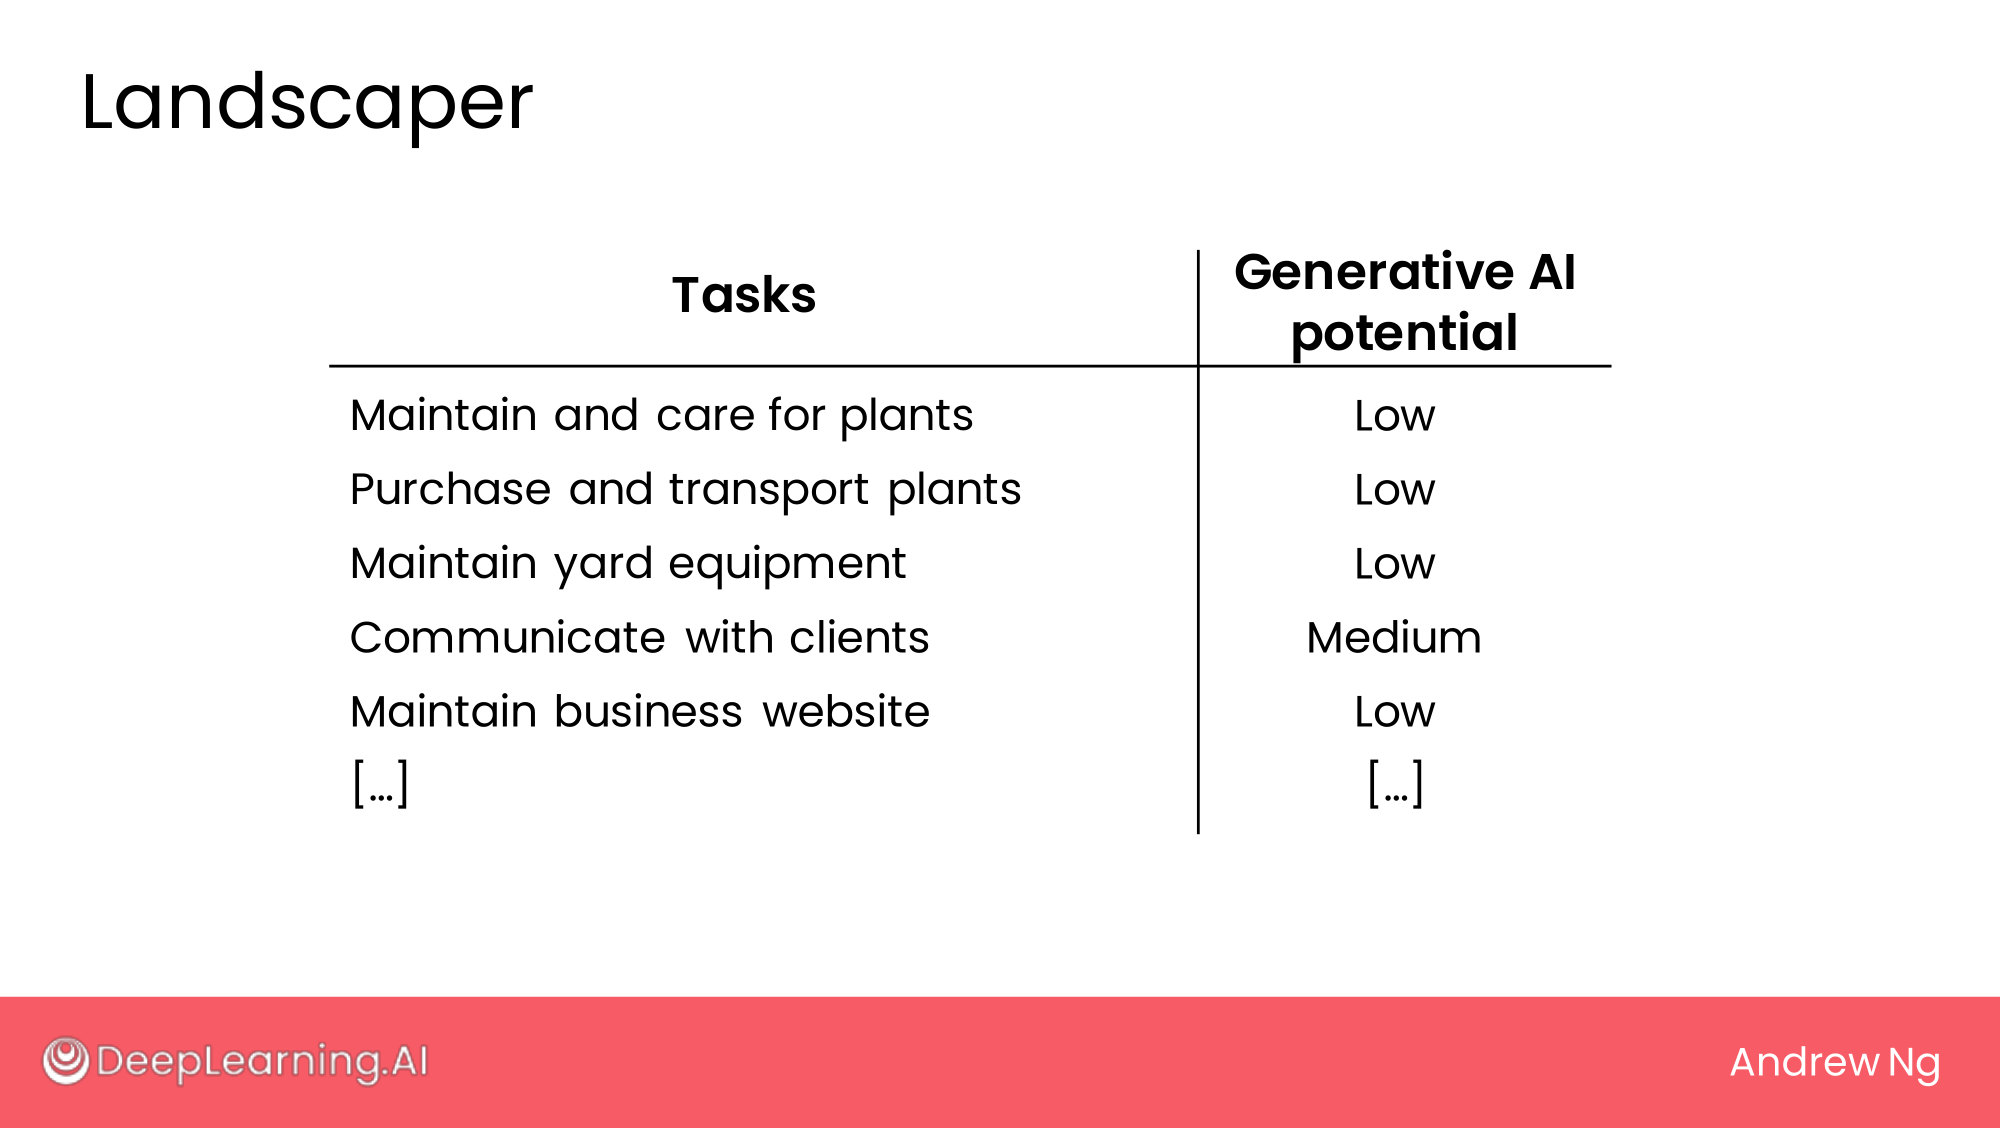 Landscaper
Tasks
Generative AI
potential
Maintain and care for plants Low
Purchase and transport plants Low
Maintain yard equipment Low
Communicate with clients Medium
Maintain business website Low
[...] [...]
DeepLearning.AI
Andrew Ng